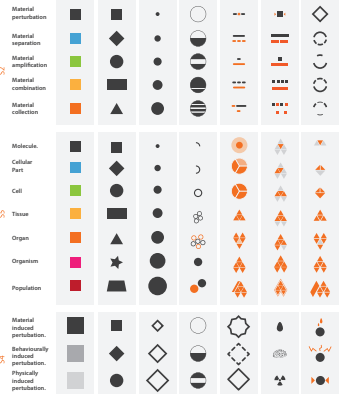 Material
perturbation
Material
separation
Material
amplification
Material
combination
Material
collection
Molecule.
Cellular
Part
Cell
Tissue
Organ
Organism
Population
Material
induced
pertubation.
Behaviourally
induced
pertubation.
Physically
induced
pertubation.